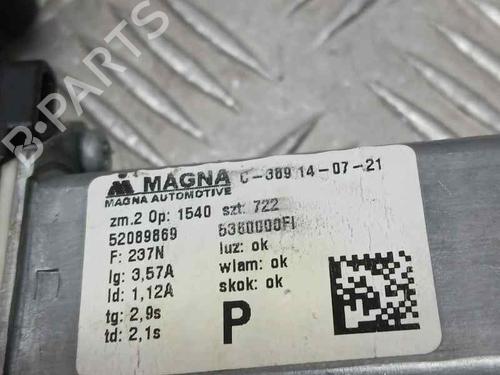 B-Parts
MAGNA C-389 14-07-21
MAGNA AUTOMOTIVE
zm.2 Op: 1540 szt: 722
52089869 5380000FI
F: 237N luz: ok
Ig: 3,57A wlam: ok
Id: 1,12A skok: ok
tg: 2,9s
td: 2,1s
P